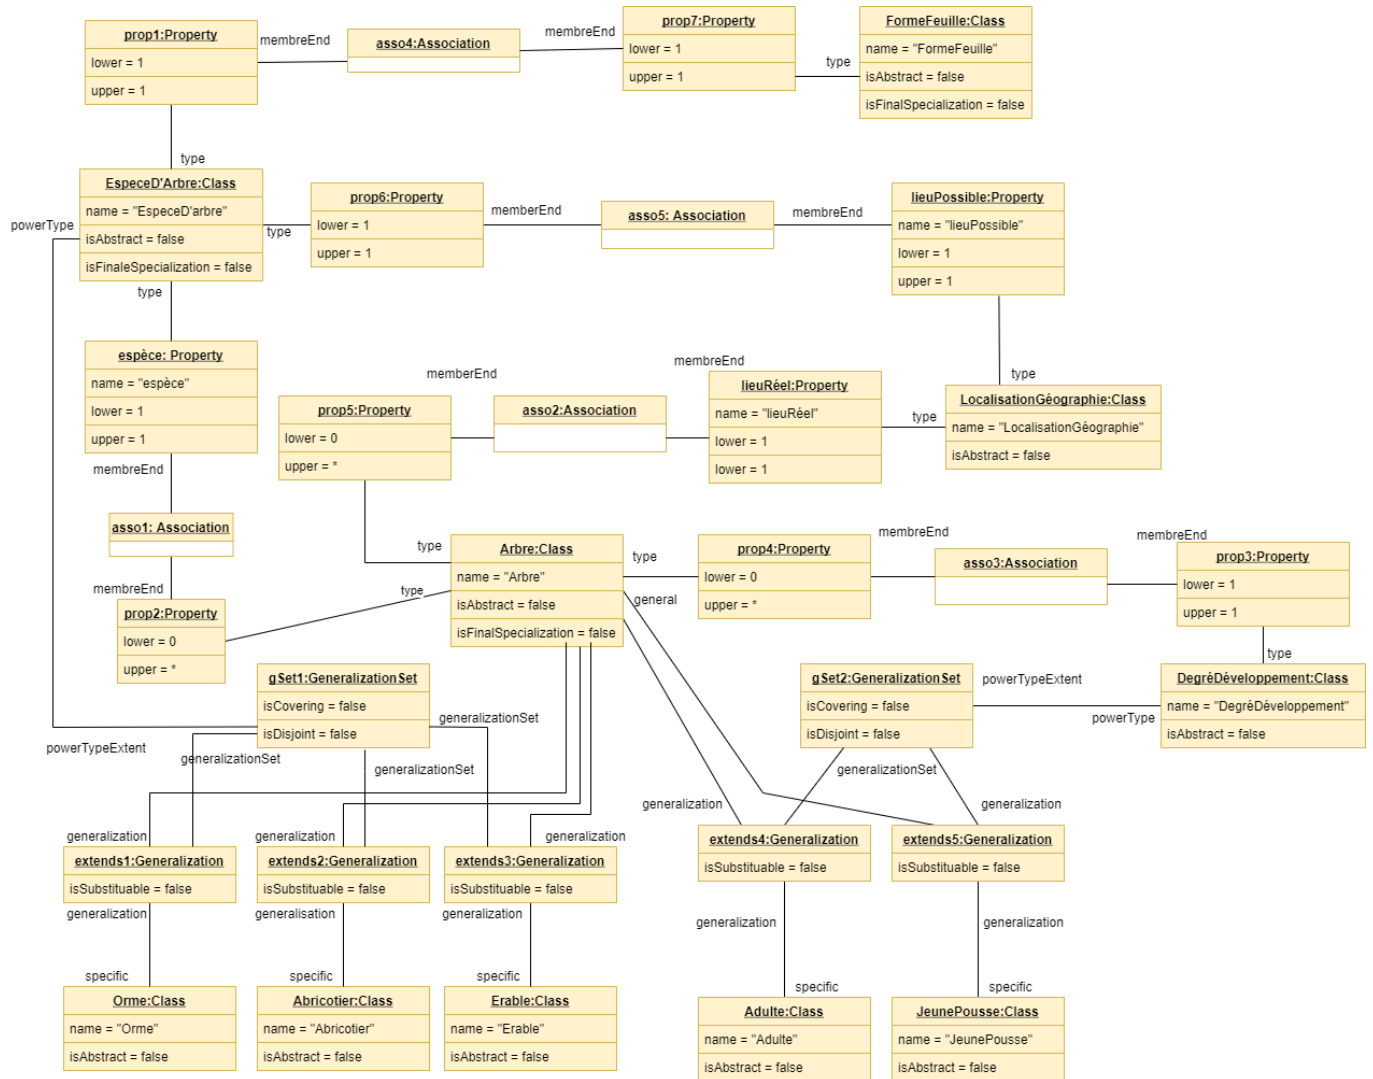 prop1:Property
lower = 1
upper = 1
membreEnd
asso4:Association
membreEnd
prop7:Property
lower = 1
upper = 1
type
FormeFeuille:Class
name = "FormeFeuille"
isAbstract = false
isFinalSpecialization = false
type
EspeceD'Arbre:Class
name = "EspeceD'arbre"
isAbstract = false
isFinaleSpecialization = false
powerType
type
prop6:Property
lower = 1
upper = 1
memberEnd
asso5: Association
membreEnd
lieuPossible:Property
name = "lieuPossible"
lower = 1
upper = 1
type
type
espèce: Property
name = "espèce"
lower = 1
upper = 1
membreEnd
asso1: Association
membreEnd
prop2:Property
lower = 0
upper = *
type
memberEnd
prop5:Property
lower = 0
upper = *
asso2:Association
membreEnd
lieuRéel:Property
name = "lieuRéel"
lower = 1
lower = 1
type
LocalisationGéographie:Class
name = "LocalisationGéographie"
isAbstract = false
type
Arbre:Class
name = "Arbre"
isAbstract = false
isFinalSpecialization = false
type
general
prop4:Property
lower = 0
upper = *
membreEnd
asso3:Association
membreEnd
prop3:Property
lower = 1
upper = 1
type
gSet1:GeneralizationSet
isCovering = false
isDisjoint = false
powerTypeExtent
generalizationSet
generalizationSet
generalizationSet
gSet2:GeneralizationSet
isCovering = false
isDisjoint = false
powerTypeExtent
powerType
DegréDéveloppement:Class
name = "DegréDéveloppement"
isAbstract = false
generalizationSet
generalization
generalization
generalization
generalization
generalization
extends1:Generalization
isSubstituable = false
extends2:Generalization
isSubstituable = false
extends3:Generalization
isSubstituable = false
extends4:Generalization
isSubstituable = false
extends5:Generalization
isSubstituable = false
generalization
generalisation
generalization
generalization
generalization
specific
specific
specific
specific
specific
Orme:Class
name = "Orme"
isAbstract = false
Abricotier:Class
name = "Abricotier"
isAbstract = false
Erable:Class
name = "Erable"
isAbstract = false
Adulte:Class
name = "Adulte"
isAbstract = false
JeunePousse:Class
name = "JeunePousse"
isAbstract = false